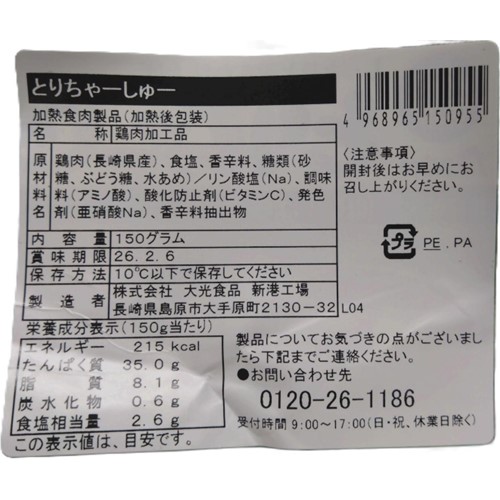 とりちゃーしゅー
加熱食肉製品(加熱後包装)
名称 鶏肉加工品
原材料名 鶏肉(長崎県産)、食塩、香辛料、糖類(砂
糖、ぶどう糖、水あめ)/リン酸塩(Na)、調味
料(アミノ酸)、酸化防止剤(ビタミンC)、発色
剤(亜硝酸Na)、香辛料抽出物
内容量 150グラム
賞味期限 26.2.6
保存方法 10℃以下で保存してください
製造者 株式会社 大光食品 新港工場
長崎県島原市大手原町2130-32 L04
栄養成分表示(150g当たり)
エネルギー 215 kcal
たんぱく質 35.0 g
脂質 8.1 g
炭水化物 0.6 g
食塩相当量 2.6 g
この表示値は、目安です。
4 968965 150955
〈注意事項〉
開封後はお早めにお
召し上がりください。
プラ PE.PA
製品についてお気づきの点がございまし
たら下記までご連絡ください。
●お問い合わせ先
0120-26-1186
受付時間 9:00~17:00(日・祝、休業日除く)